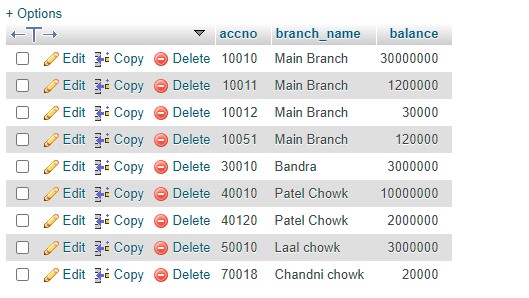 + Options
←T→ accno branch_name balance
Edit Copy Delete 10010 Main Branch 30000000
Edit Copy Delete 10011 Main Branch 1200000
Edit Copy Delete 10012 Main Branch 30000
Edit Copy Delete 10051 Main Branch 120000
Edit Copy Delete 30010 Bandra 3000000
Edit Copy Delete 40010 Patel Chowk 10000000
Edit Copy Delete 40120 Patel Chowk 2000000
Edit Copy Delete 50010 Laal chowk 3000000
Edit Copy Delete 70018 Chandni chowk 20000